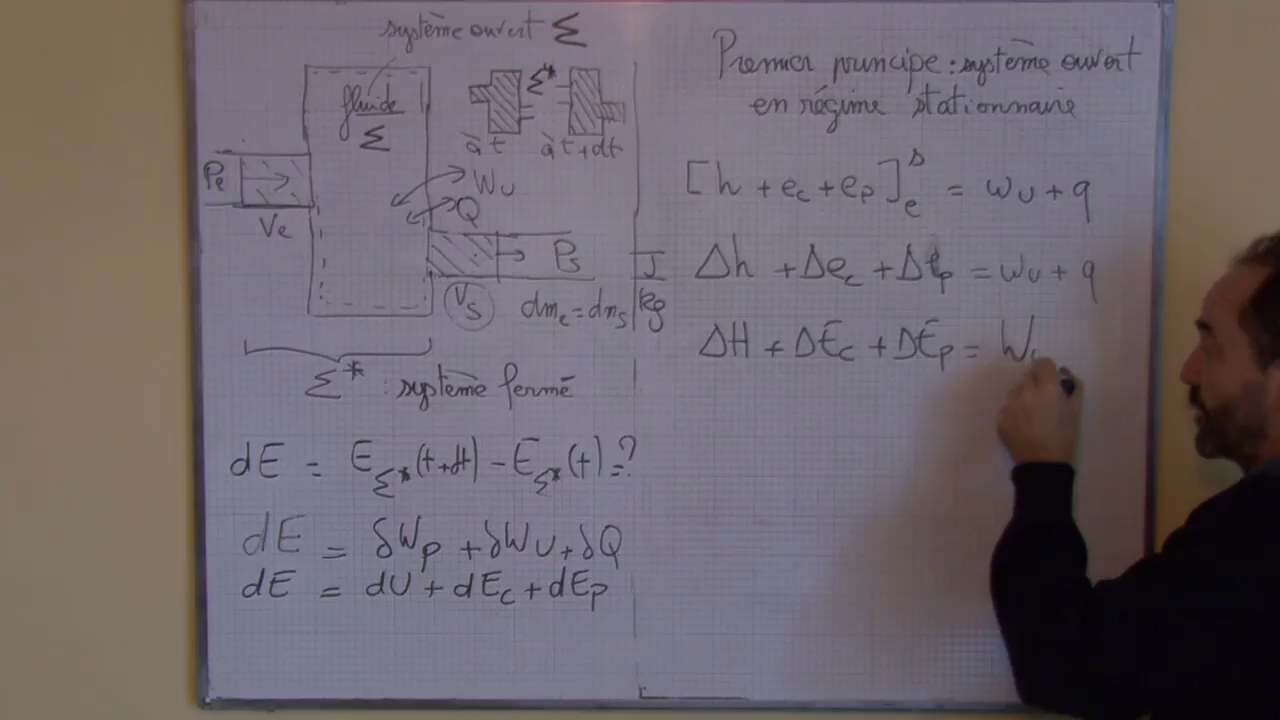 système ouvert Σ
fluide
Σ
Σ*
à t
à t+dt
Pe
Ve
WU
Q
Ps
Vs
dme = dms
Σ* : système fermé
dE = EΣ*(t+dt) - EΣ*(t) = ?
dE = δWp + δWU + δQ
dE = dU + dEc + dEp
Premier principe : système ouvert
en régime stationnaire
[h + ec + ep]se = wU + q
J
kg
Δh + Δec + Δep = wU + q
ΔH + ΔEc + ΔEp = W